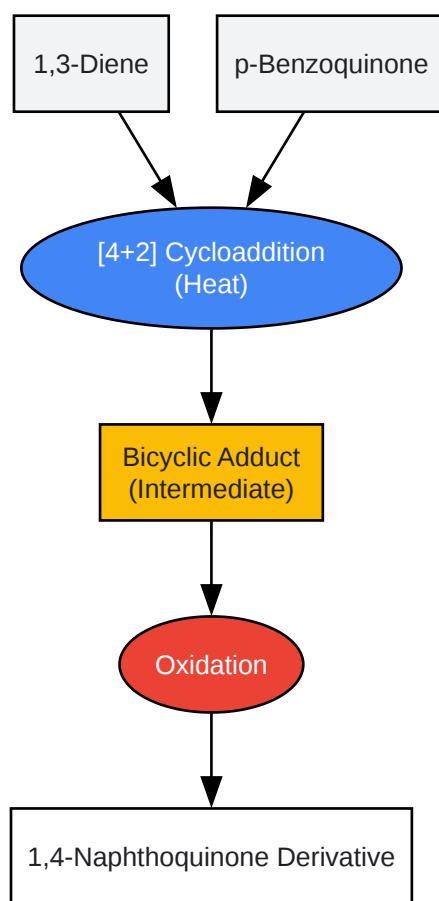 1,3-Diene
p-Benzoquinone
[4+2] Cycloaddition
(Heat)
Bicyclic Adduct
(Intermediate)
Oxidation
1,4-Naphthoquinone Derivative